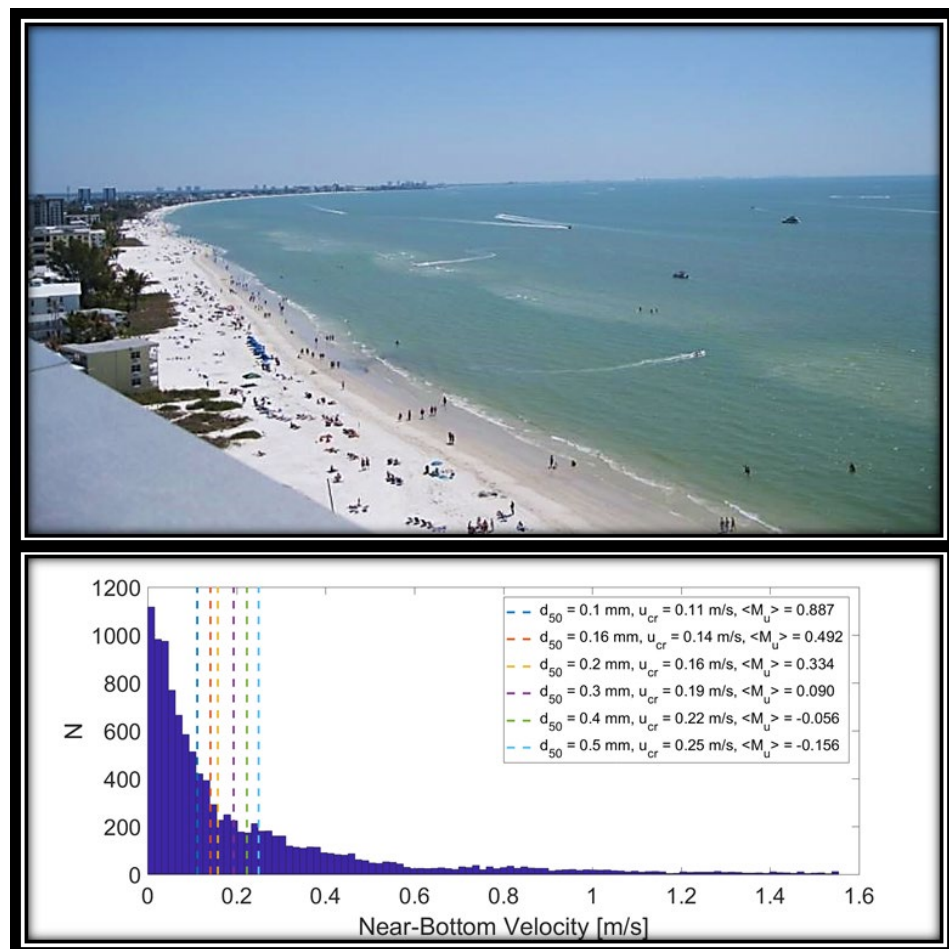 1200
1000
800
600
400
200
0
N
d50 = 0.1 mm, ucr = 0.11 m/s, <Mu> = 0.887
d50 = 0.16 mm, ucr = 0.14 m/s, <Mu> = 0.492
d50 = 0.2 mm, ucr = 0.16 m/s, <Mu> = 0.334
d50 = 0.3 mm, ucr = 0.19 m/s, <Mu> = 0.090
d50 = 0.4 mm, ucr = 0.22 m/s, <Mu> = -0.056
d50 = 0.5 mm, ucr = 0.25 m/s, <Mu> = -0.156
0 0.2 0.4 0.6 0.8 1 1.2 1.4 1.6
Near-Bottom Velocity [m/s]